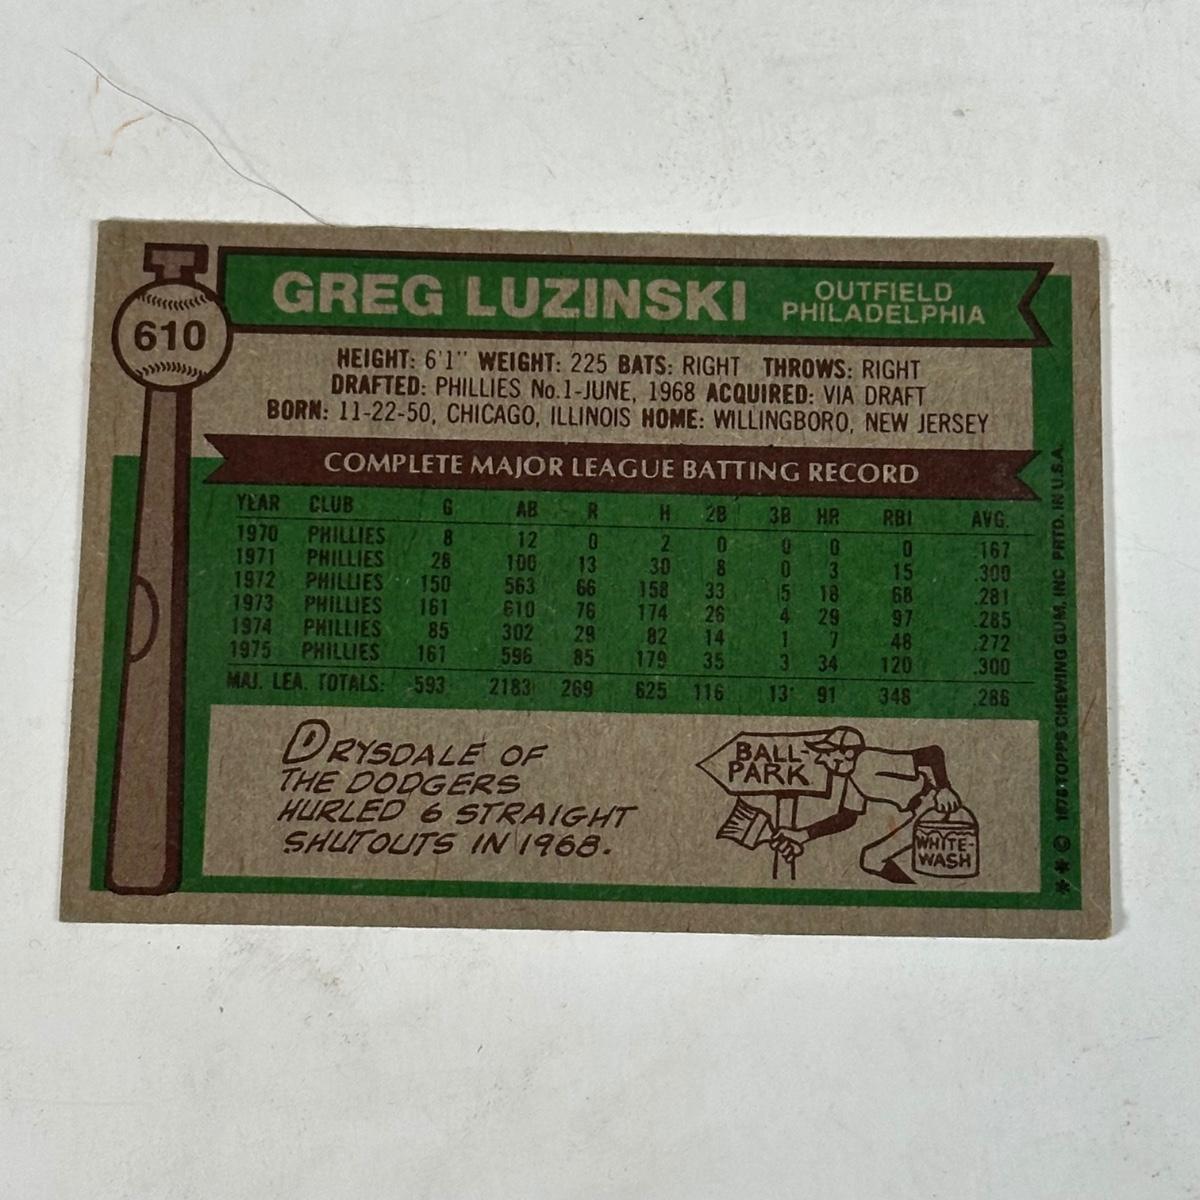 T
610
GREG LUZINSKI
OUTFIELD
PHILADELPHIA
HEIGHT: 6'1" WEIGHT: 225 BATS: RIGHT THROWS: RIGHT
DRAFTED: PHILLIES No.1-JUNE, 1968 ACQUIRED: VIA DRAFT
BORN: 11-22-50, CHICAGO, ILLINOIS HOME: WILLINGBORO, NEW JERSEY
COMPLETE MAJOR LEAGUE BATTING RECORD
YEAR CLUB G AB R H 2B 3B HR RBI AVG.
1970 PHILLIES 8 12 0 2 0 0 0 0 .167
1971 PHILLIES 28 100 13 30 8 0 3 15 .300
1972 PHILLIES 150 563 66 158 33 5 18 68 .281
1973 PHILLIES 161 610 76 174 26 4 29 97 .285
1974 PHILLIES 85 302 29 82 14 1 7 48 .272
1975 PHILLIES 161 596 85 179 35 3 34 120 .300
MAJ. LEA. TOTALS: 593 2183 269 625 116 13 91 348 .286
DRYSDALE OF
THE DODGERS
HURLED 6 STRAIGHT
SHUTOUTS IN 1968.
BALL-
PARK
WHITE-
WASH
** © 1976 TOPPS CHEWING GUM, INC PRTD. IN U.S.A.